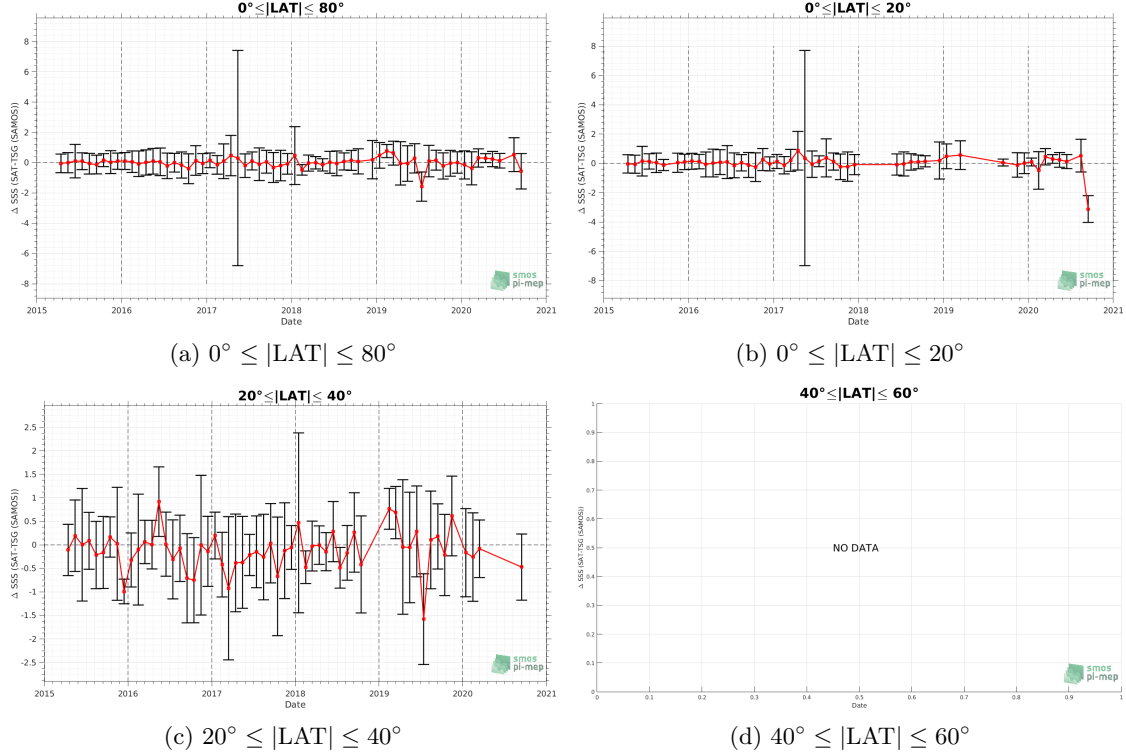 0°≤|LAT|≤ 80°
Δ SSS (SAT-TSG (SAMOS))
8
6
4
2
0
-2
-4
-6
-8
2015 2016 2017 2018 2019 2020 2021
Date
smos
pi-mep
(a) 0° ≤ |LAT| ≤ 80°
0°≤|LAT|≤ 20°
Δ SSS (SAT-TSG (SAMOS))
8
6
4
2
0
-2
-4
-6
-8
2015 2016 2017 2018 2019 2020 2021
Date
smos
pi-mep
(b) 0° ≤ |LAT| ≤ 20°
20°≤|LAT|≤ 40°
Δ SSS (SAT-TSG (SAMOS))
2.5
2
1.5
1
0.5
0
-0.5
-1
-1.5
-2
-2.5
2015 2016 2017 2018 2019 2020 2021
Date
smos
pi-mep
(c) 20° ≤ |LAT| ≤ 40°
40°≤|LAT|≤ 60°
Δ SSS (SAT-TSG (SAMOS))
1
0.9
0.8
0.7
0.6
0.5
0.4
0.3
0.2
0.1
0
NO DATA
0 0.1 0.2 0.3 0.4 0.5 0.6 0.7 0.8 0.9 1
Date
smos
pi-mep
(d) 40° ≤ |LAT| ≤ 60°